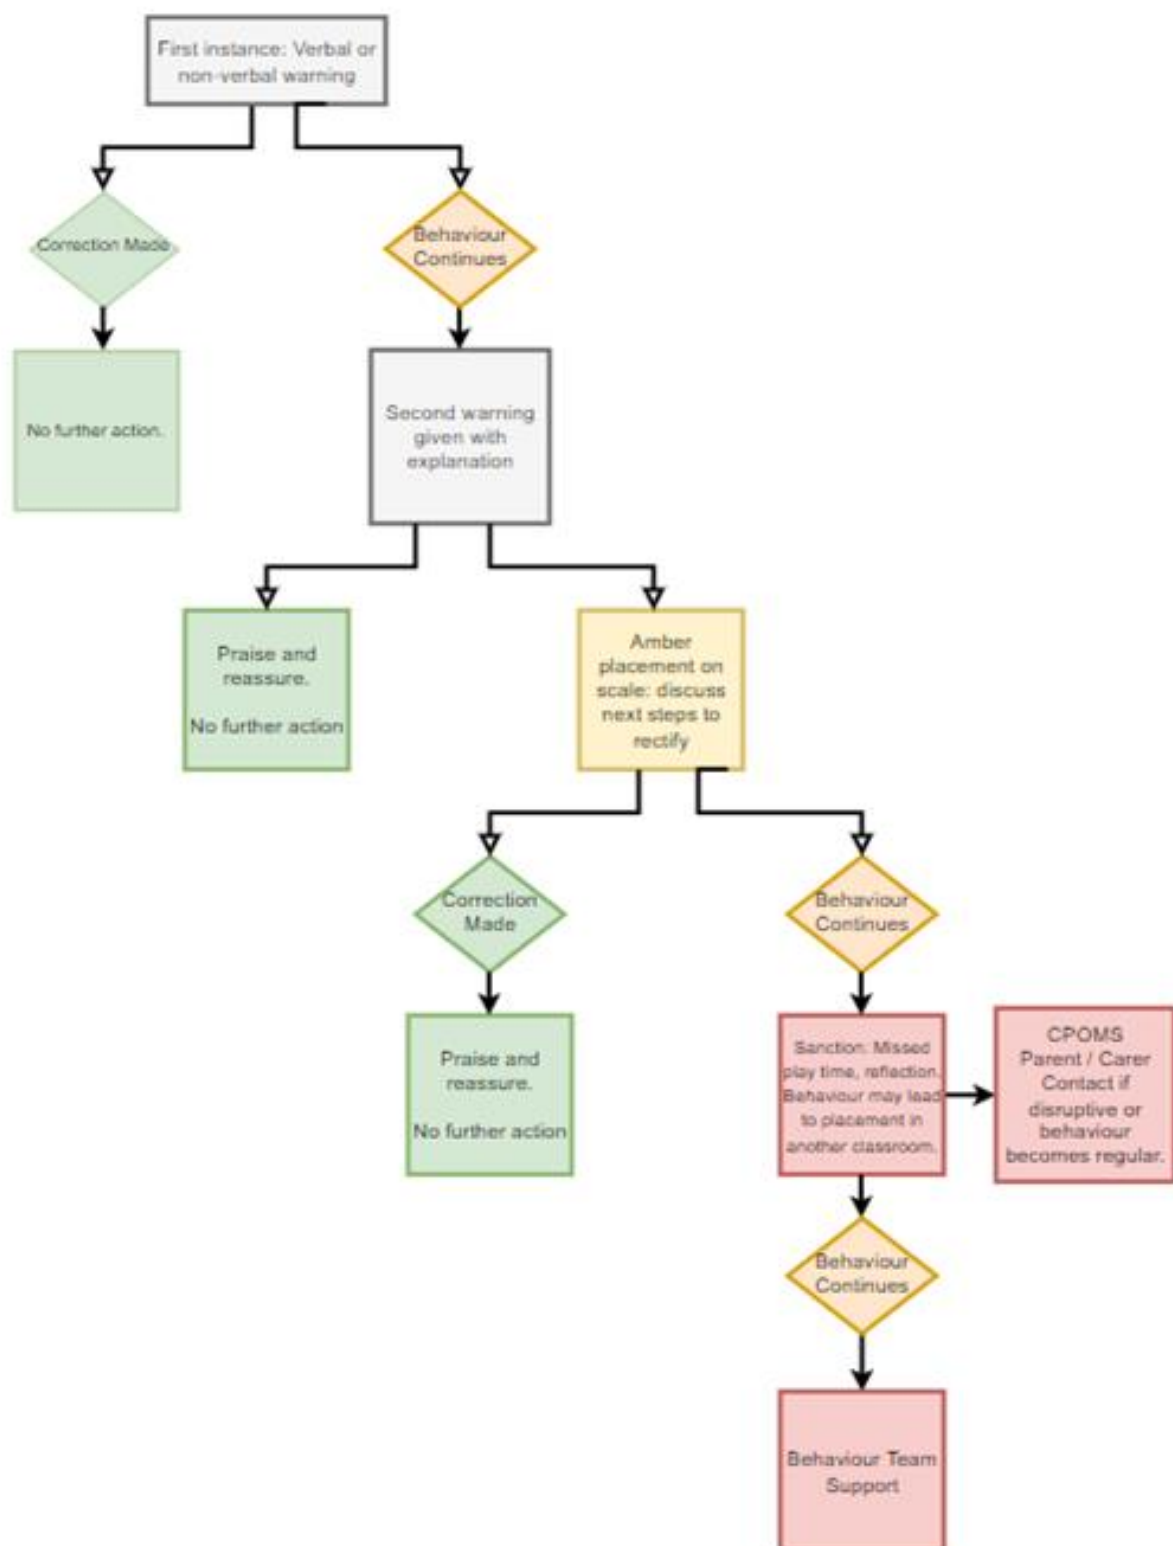 First instance: Verbal or
non-verbal warning
Correction Made
Behaviour
Continues
No further action.
Second warning
given with
explanation
Praise and
reassure.
No further action
Amber
placement on
scale: discuss
next steps to
rectify
Correction
Made
Behaviour
Continues
Praise and
reassure.
No further action
Sanction: Missed
play time, reflection.
Behaviour may lead
to placement in
another classroom.
CPOMS
Parent / Carer
Contact if
disruptive or
behaviour
becomes regular.
Behaviour
Continues
Behaviour Team
Support